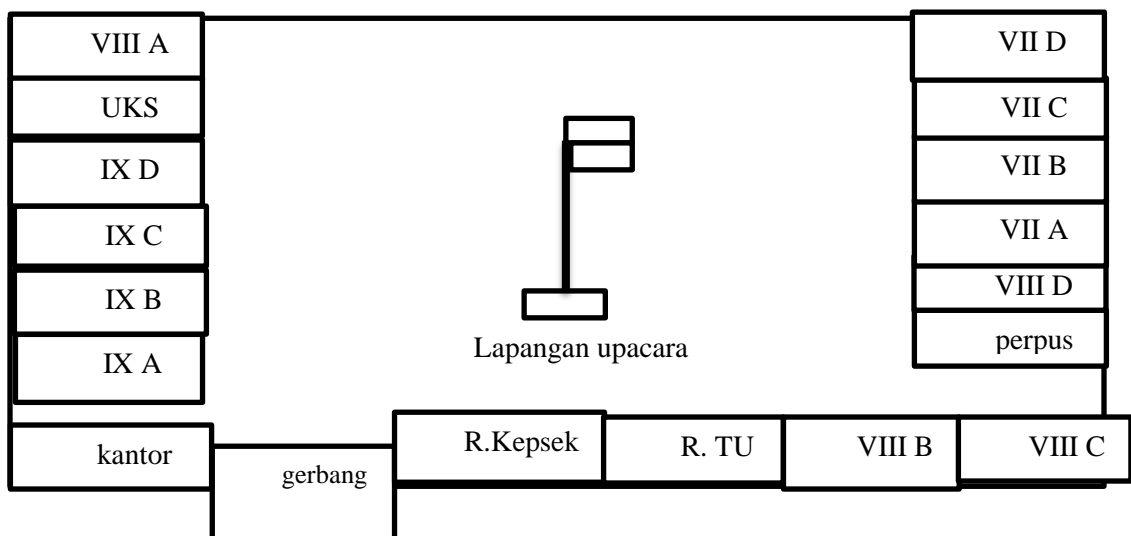 VIII A
UKS
IX D
IX C
IX B
IX A
kantor
gerbang
Lapangan upacara
R.Kepsek
R. TU
VIII B
VIII C
VII D
VII C
VII B
VII A
VIII D
perpus